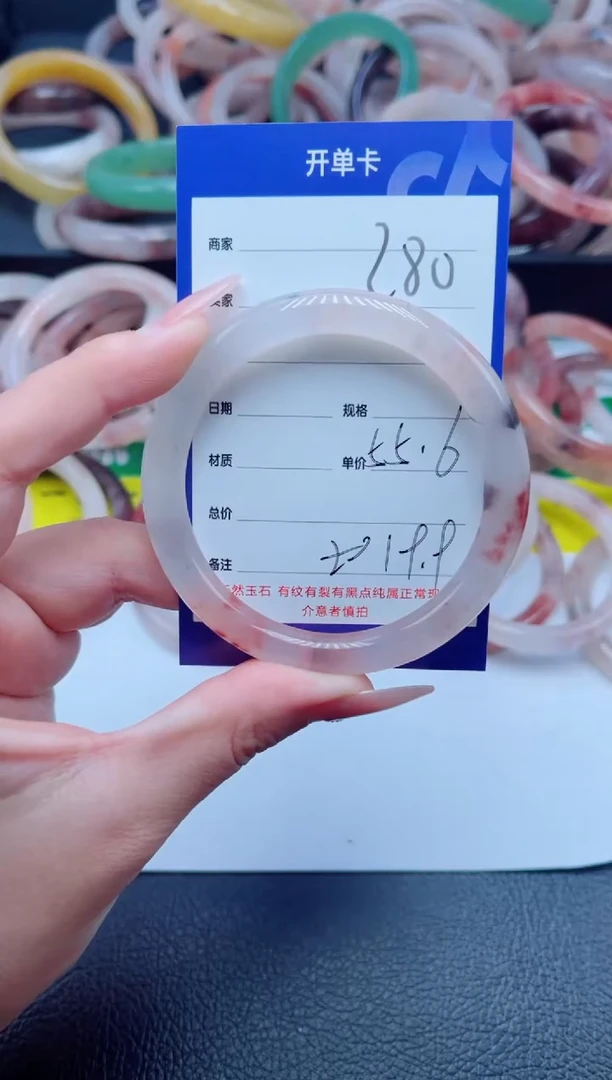 开单卡
商家 280
家
日期 规格
材质 单价 55.6
总价
备注 19.9
然玉石 有纹有裂有黑点纯属正常现
介意者慎拍